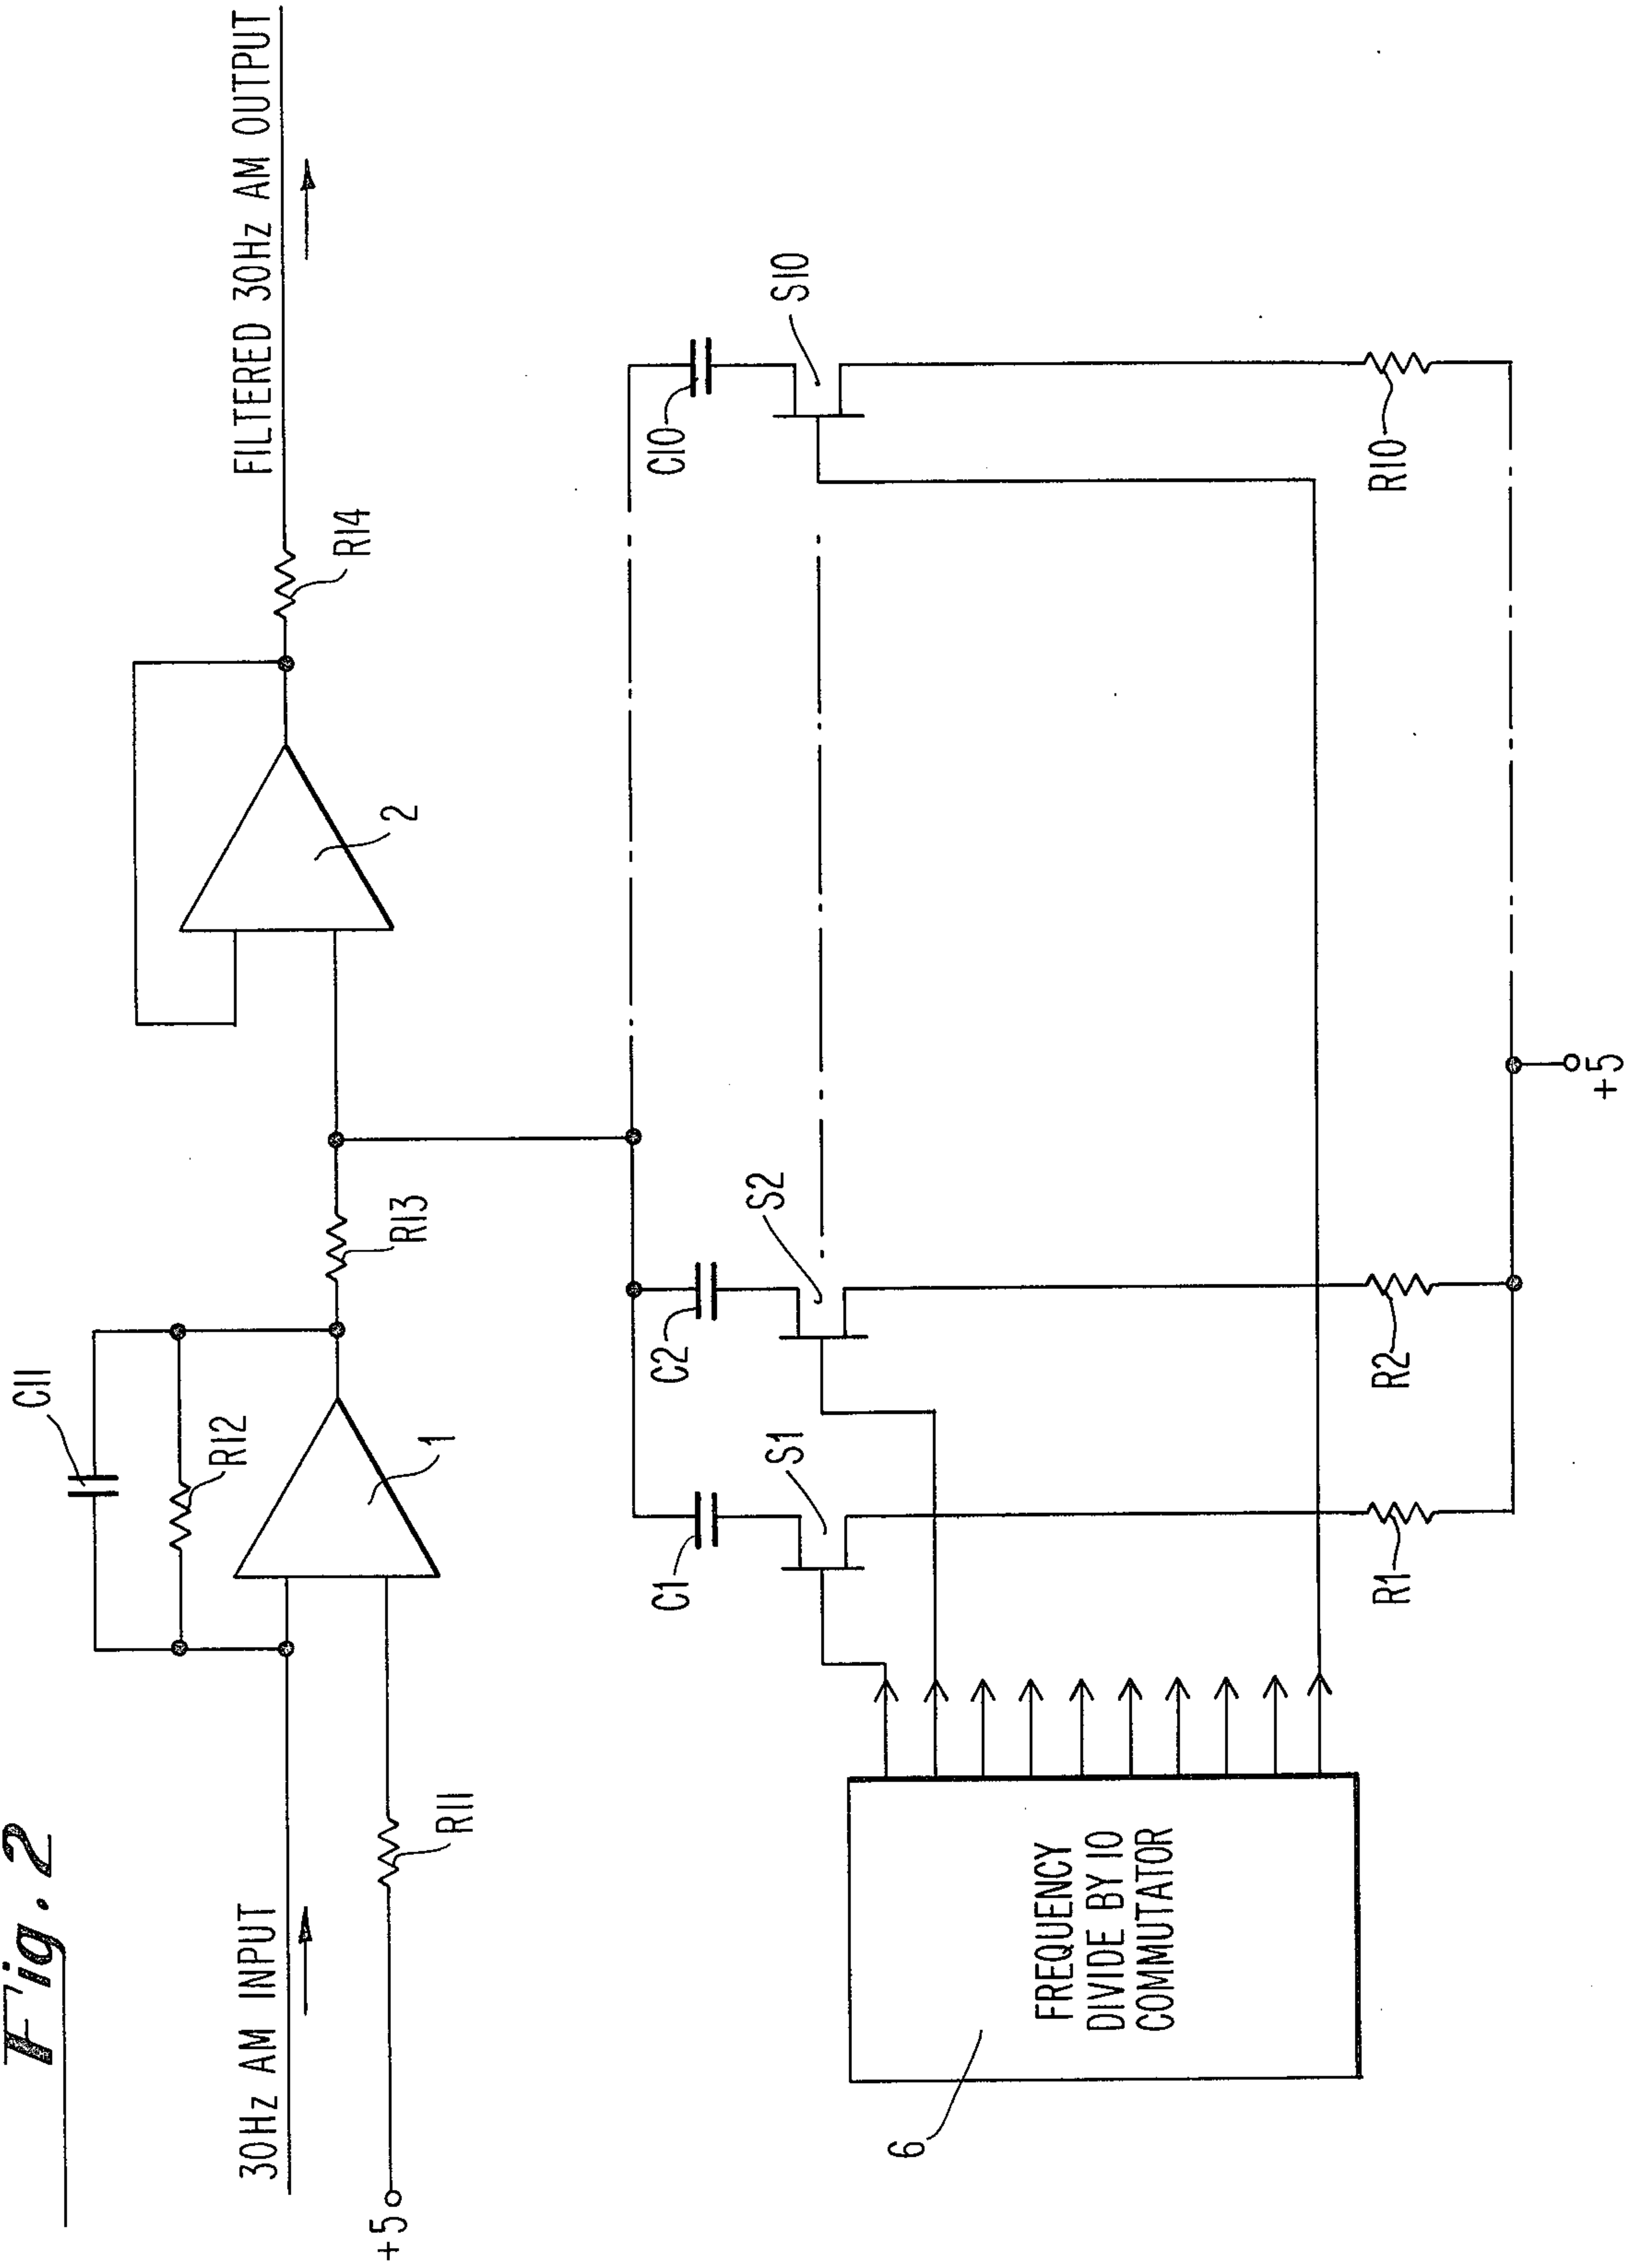 Fig. 2
30Hz AM INPUT
FILTERED 30Hz AM OUTPUT
C11
R12
1
R11
+5
R13
2
R14
C1
S1
C2
S2
C10
S10
6
FREQUENCY
DIVIDE BY 10
COMMUTATOR
R1
R2
R10
+5